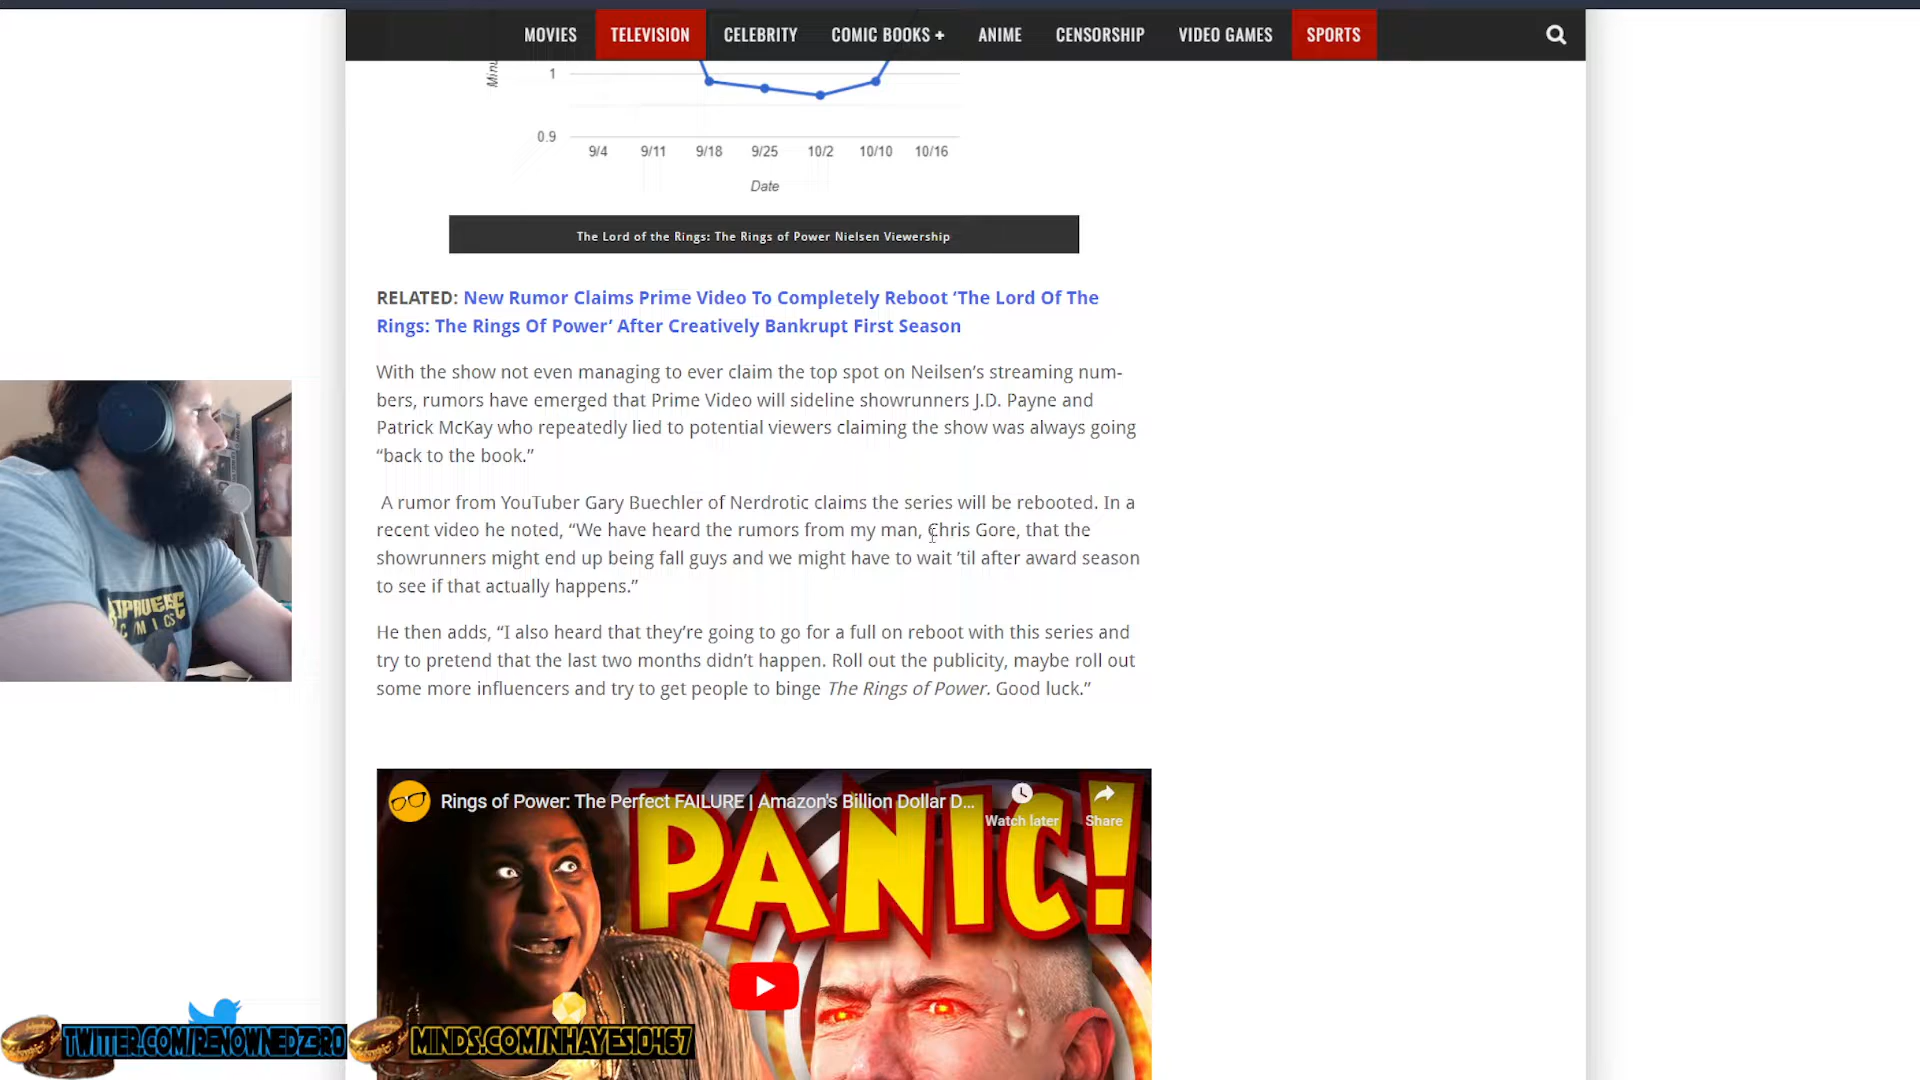 MOVIES TELEVISION CELEBRITY COMIC BOOKS + ANIME CENSORSHIP VIDEO GAMES SPORTS
1
0.9
9/4 9/11 9/18 9/25 10/2 10/10 10/16
Date
The Lord of the Rings: The Rings of Power Nielsen Viewership
RELATED: New Rumor Claims Prime Video To Completely Reboot ‘The Lord Of The
Rings: The Rings Of Power’ After Creatively Bankrupt First Season
With the show not even managing to ever claim the top spot on Neilsen’s streaming num-
bers, rumors have emerged that Prime Video will sideline showrunners J.D. Payne and
Patrick McKay who repeatedly lied to potential viewers claiming the show was always going
“back to the book.”
A rumor from YouTuber Gary Buechler of Nerdrotic claims the series will be rebooted. In a
recent video he noted, “We have heard the rumors from my man, Chris Gore, that the
showrunners might end up being fall guys and we might have to wait ’til after award season
to see if that actually happens.”
He then adds, “I also heard that they’re going to go for a full on reboot with this series and
try to pretend that the last two months didn’t happen. Roll out the publicity, maybe roll out
some more influencers and try to get people to binge The Rings of Power. Good luck.”
Rings of Power: The Perfect FAILURE | Amazon's Billion Dollar D...
Watch later
Share
PANIC!
TWITTER.COM/RENOWNEDZ3R0
MINDS.COM/NHAYES10467